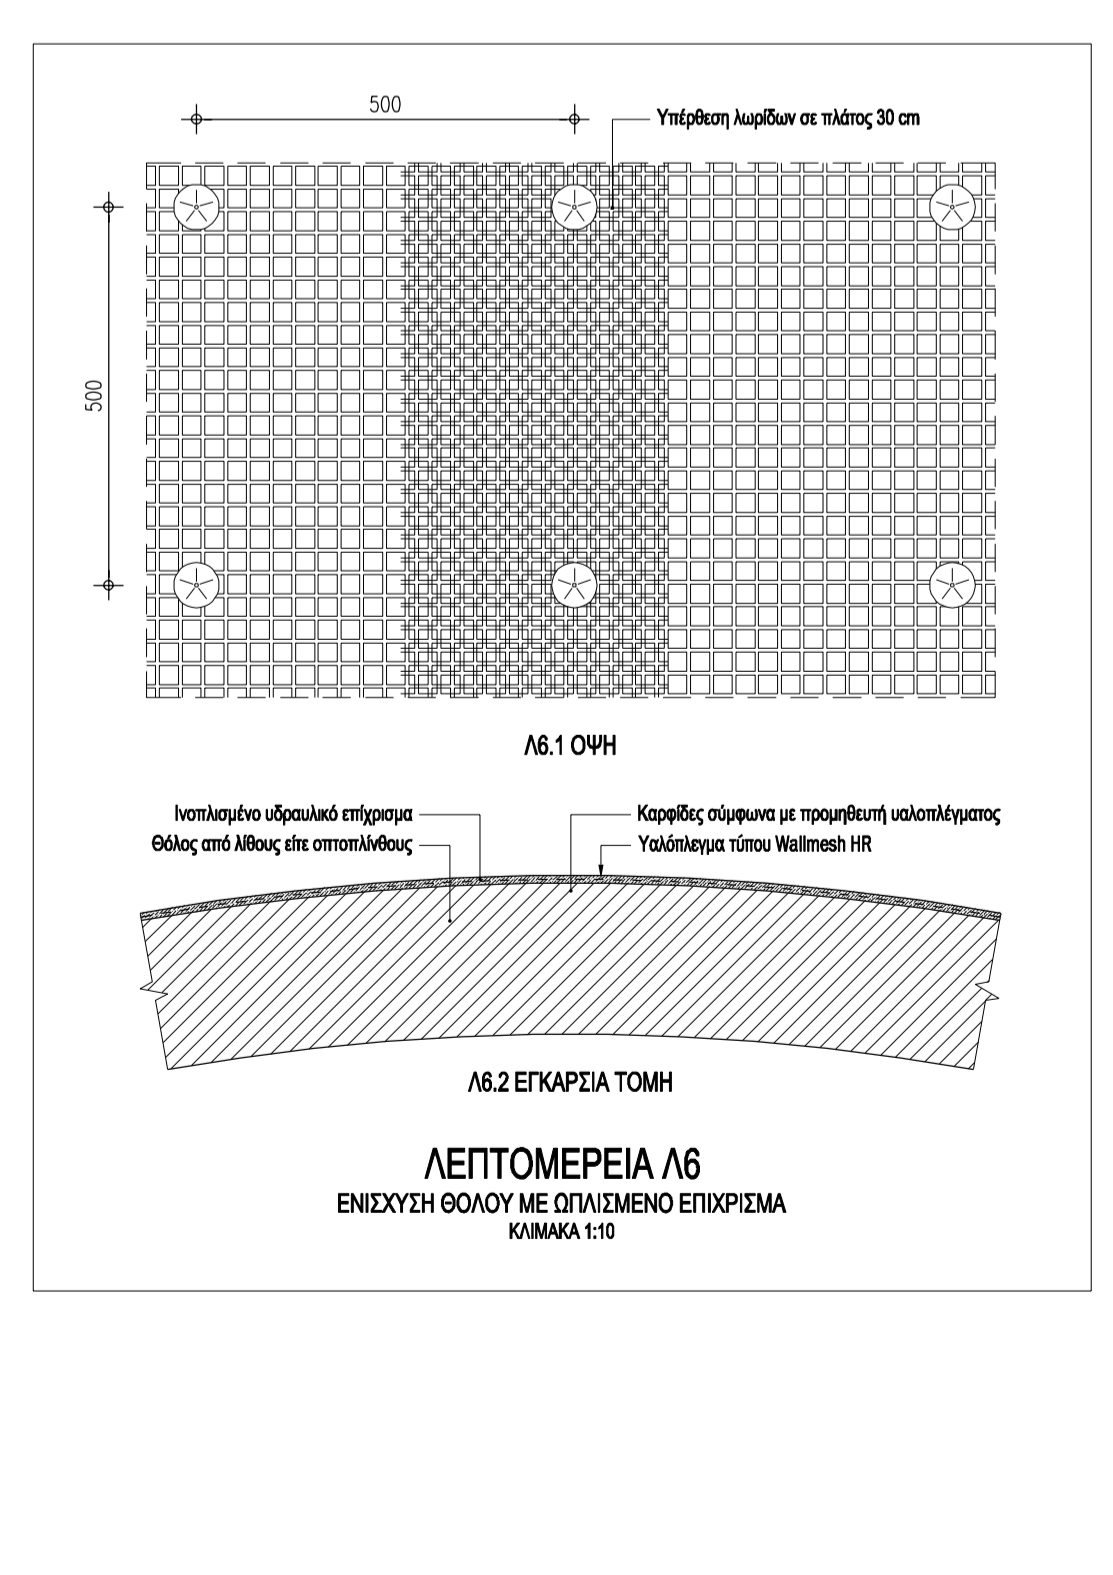 500
Υπέρθεση λωρίδων σε πλάτος 30 cm
500
Λ6.1 ΟΨΗ
Ινοπλισμένο υδραυλικό επίχρισμα
Καρφίδες σύμφωνα με προμηθευτή υαλοπλέγματος
Θόλος από λίθους είτε οπτοπλίνθους
Υαλόπλεγμα τύπου Wallmesh HR
Λ6.2 ΕΓΚΑΡΣΙΑ ΤΟΜΗ
ΛΕΠΤΟΜΕΡΕΙΑ Λ6
ΕΝΙΣΧΥΣΗ ΘΟΛΟΥ ΜΕ ΩΠΛΙΣΜΕΝΟ ΕΠΙΧΡΙΣΜΑ
ΚΛΙΜΑΚΑ 1:10